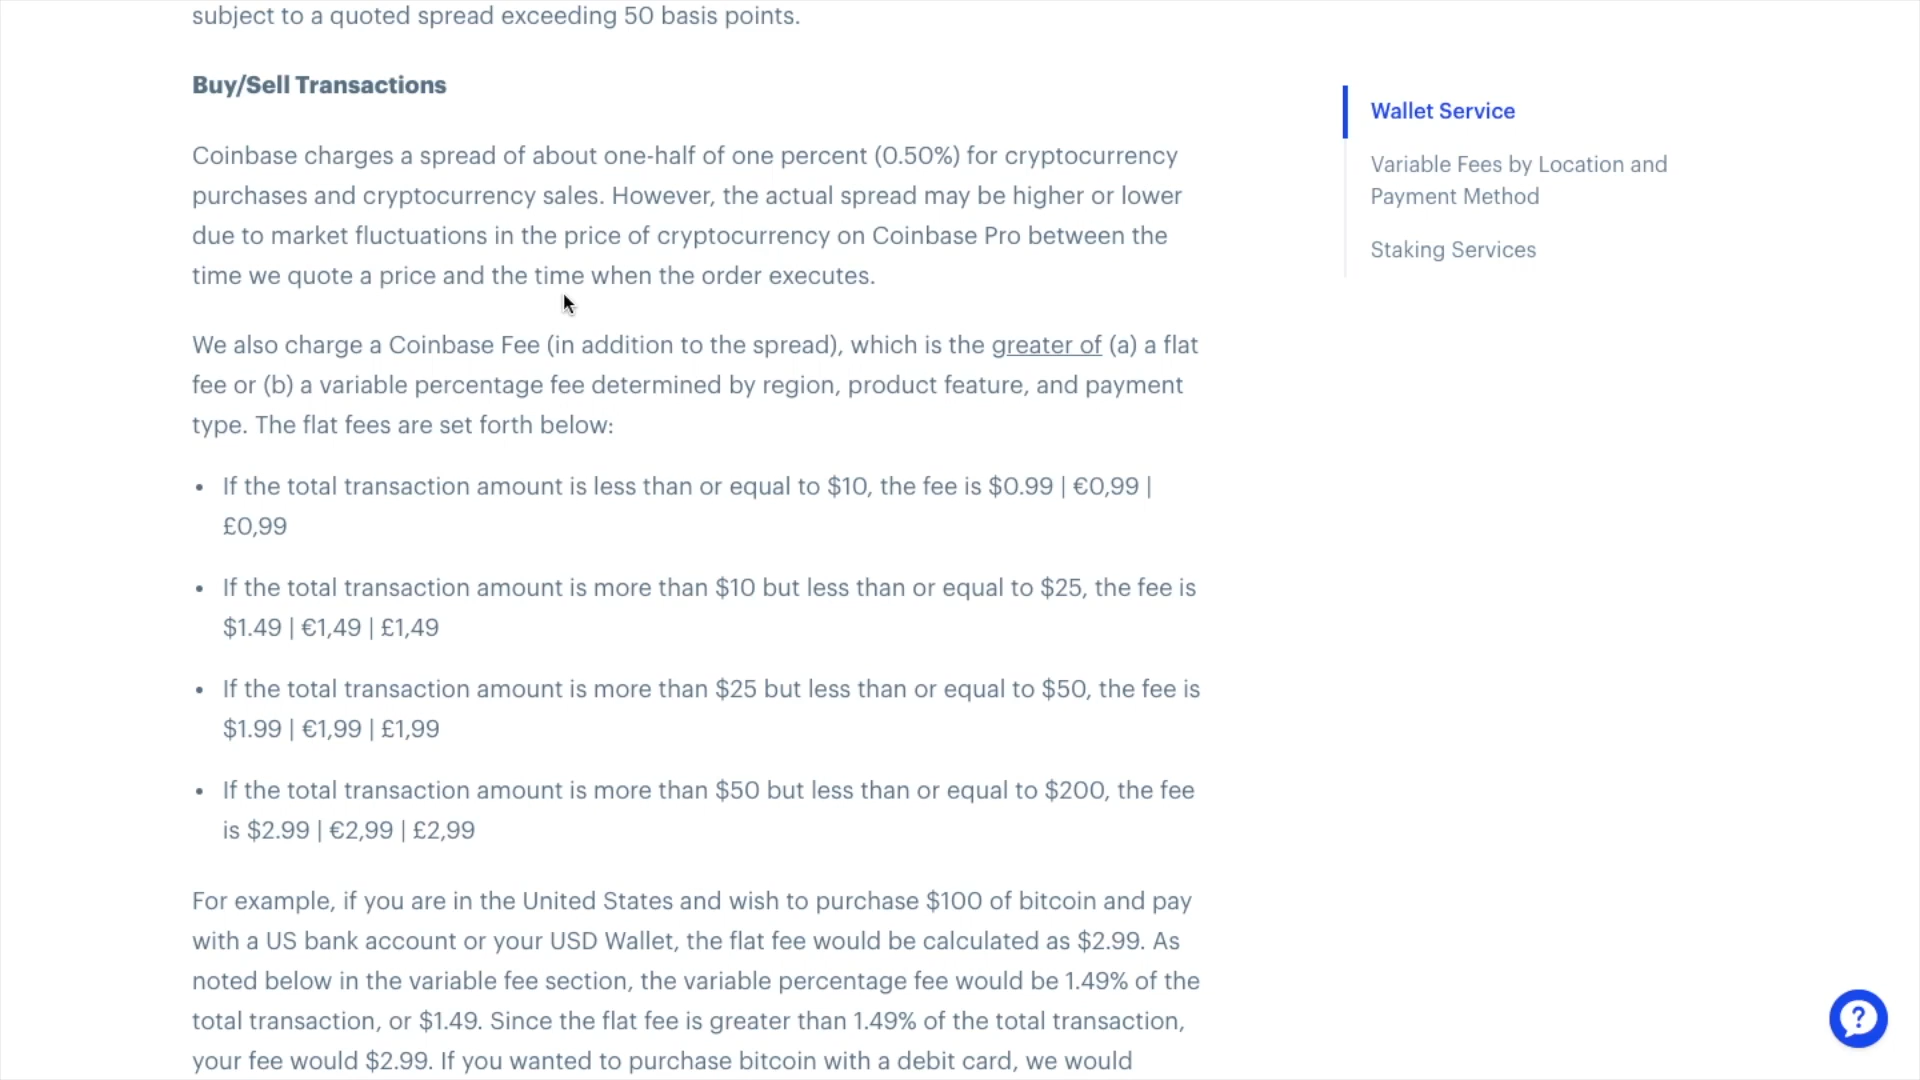 subject to a quoted spread exceeding 50 basis points.
Buy/Sell Transactions
Coinbase charges a spread of about one-half of one percent (0.50%) for cryptocurrency
purchases and cryptocurrency sales. However, the actual spread may be higher or lower
due to market fluctuations in the price of cryptocurrency on Coinbase Pro between the
time we quote a price and the time when the order executes.
We also charge a Coinbase Fee (in addition to the spread), which is the greater of (a) a flat
fee or (b) a variable percentage fee determined by region, product feature, and payment
type. The flat fees are set forth below:
• If the total transaction amount is less than or equal to $10, the fee is $0.99 | €0,99 |
£0,99
• If the total transaction amount is more than $10 but less than or equal to $25, the fee is
$1.49 | €1,49 | £1,49
• If the total transaction amount is more than $25 but less than or equal to $50, the fee is
$1.99 | €1,99 | £1,99
• If the total transaction amount is more than $50 but less than or equal to $200, the fee
is $2.99 | €2,99 | £2,99
For example, if you are in the United States and wish to purchase $100 of bitcoin and pay
with a US bank account or your USD Wallet, the flat fee would be calculated as $2.99. As
noted below in the variable fee section, the variable percentage fee would be 1.49% of the
total transaction, or $1.49. Since the flat fee is greater than 1.49% of the total transaction,
your fee would $2.99. If you wanted to purchase bitcoin with a debit card, we would
Wallet Service
Variable Fees by Location and
Payment Method
Staking Services
?